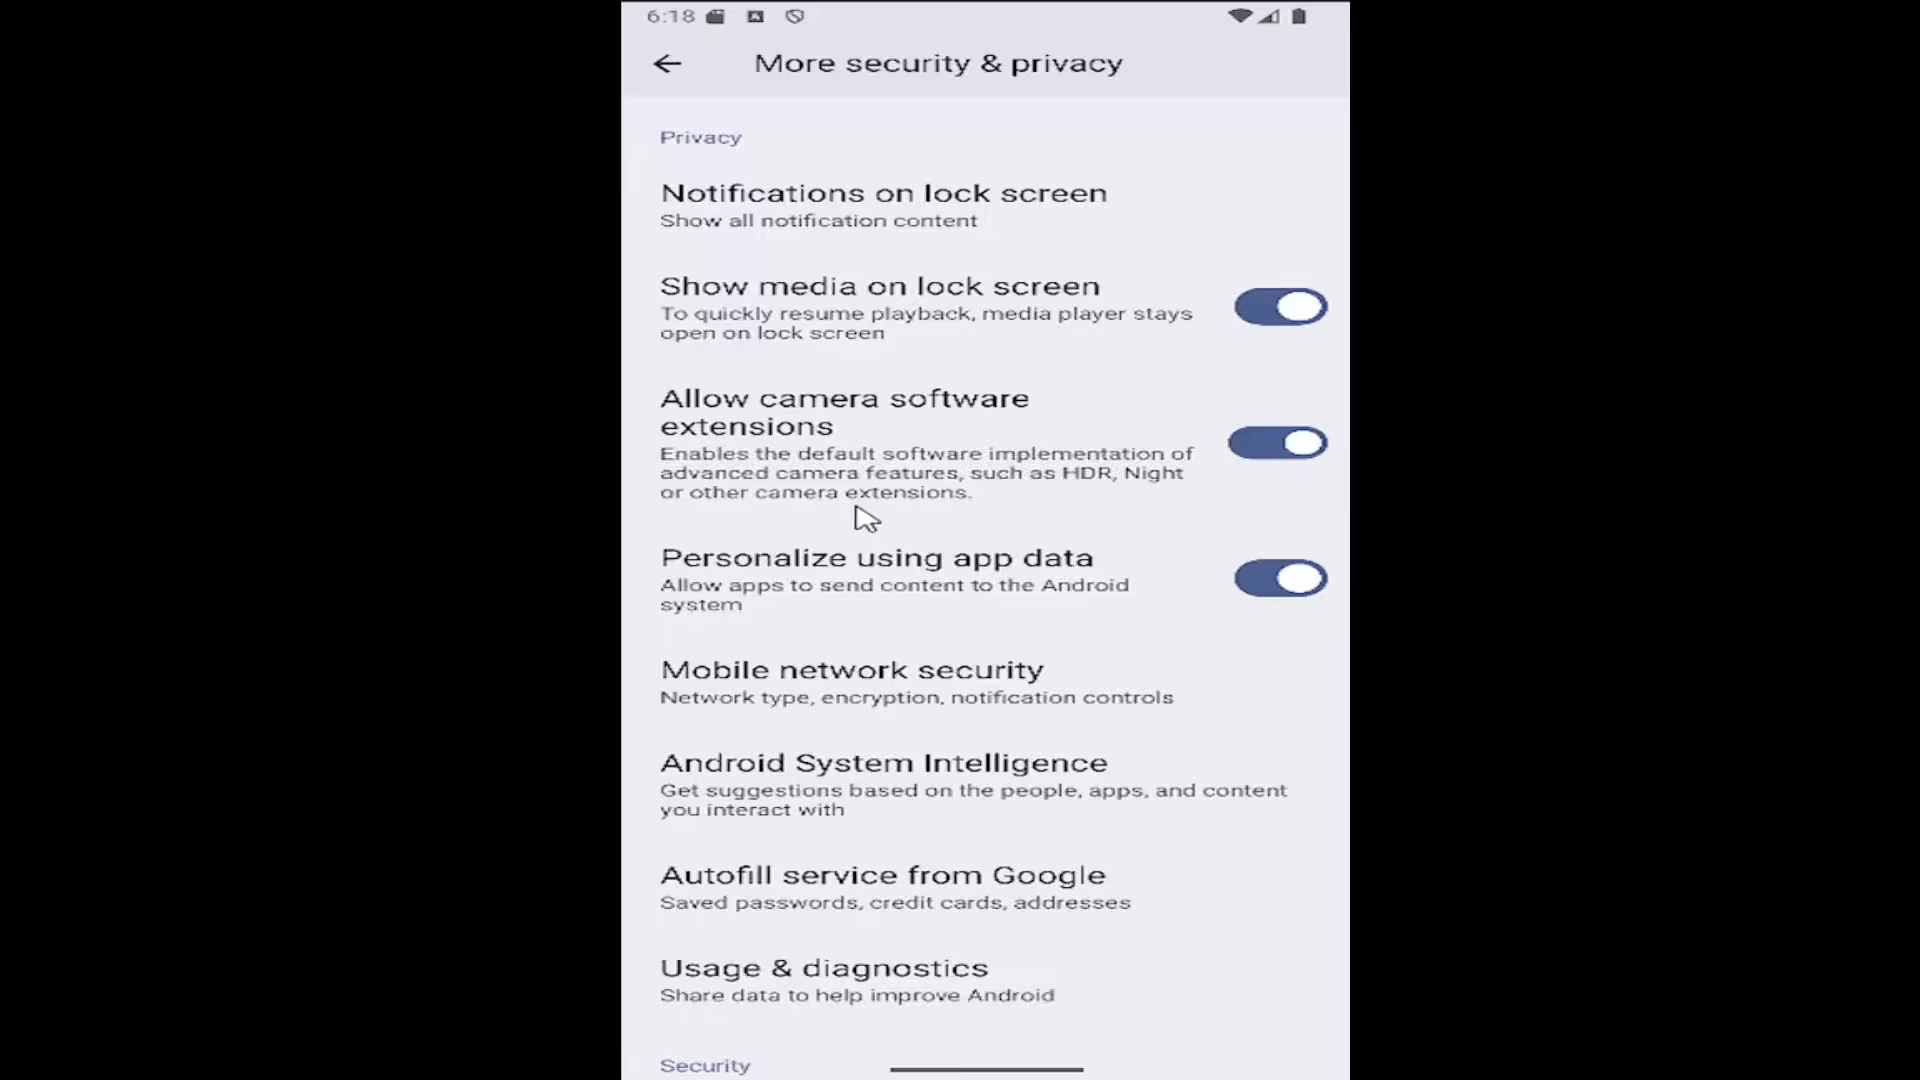 6:18
More security & privacy
Privacy
Notifications on lock screen
Show all notification content
Show media on lock screen
To quickly resume playback, media player stays
open on lock screen
Allow camera software
extensions
Enables the default software implementation of
advanced camera features, such as HDR, Night
or other camera extensions.
Personalize using app data
Allow apps to send content to the Android
system
Mobile network security
Network type, encryption, notification controls
Android System Intelligence
Get suggestions based on the people, apps, and content
you interact with
Autofill service from Google
Saved passwords, credit cards, addresses
Usage & diagnostics
Share data to help improve Android
Security